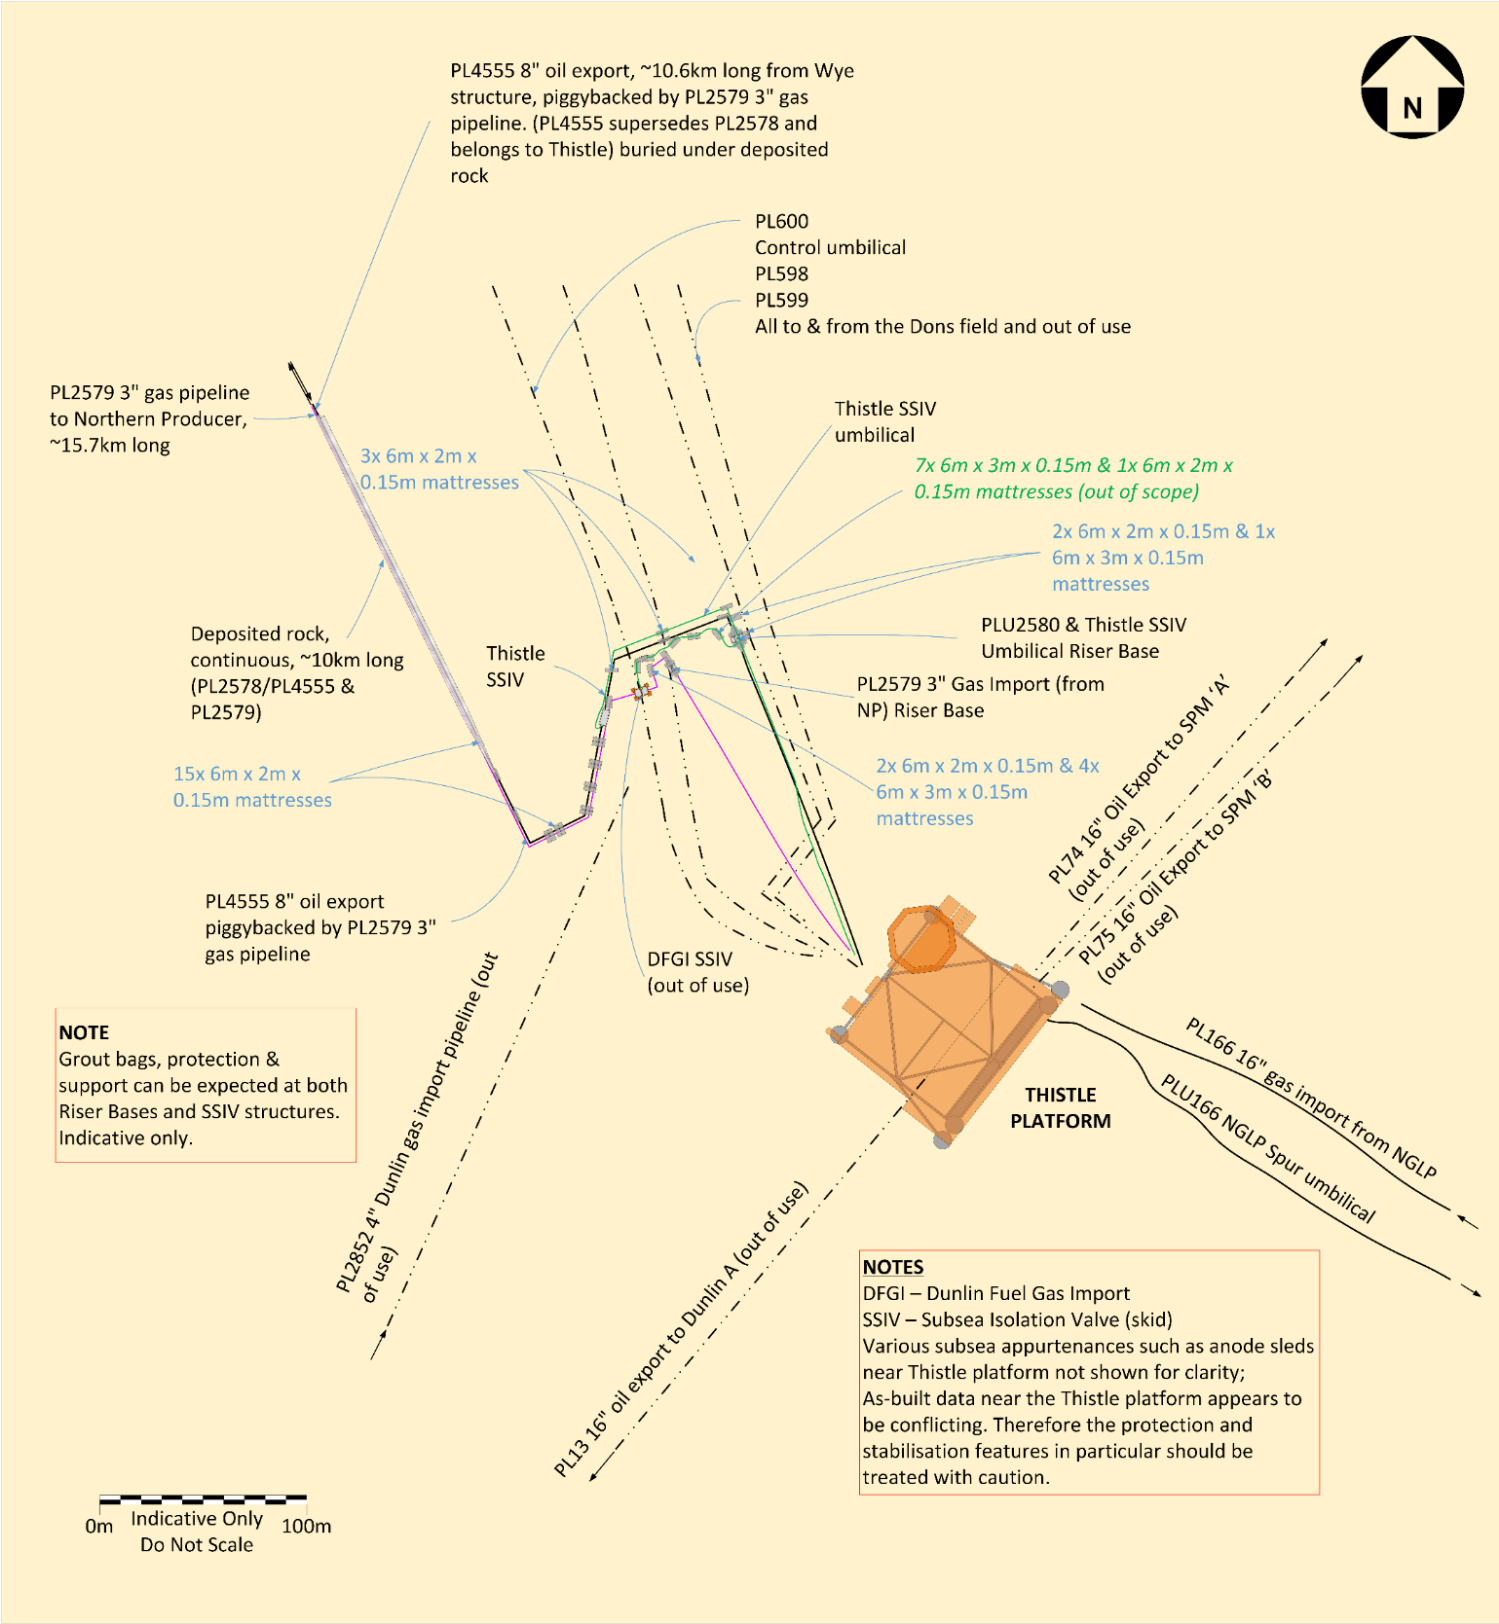 PL4555 8" oil export, ~10.6km long from Wye
structure, piggybacked by PL2579 3" gas
pipeline. (PL4555 supersedes PL2578 and
belongs to Thistle) buried under deposited
rock
N
PL600
Control umbilical
PL598
PL599
All to & from the Dons field and out of use
PL2579 3" gas pipeline
to Northern Producer,
~15.7km long
Thistle SSIV
umbilical
3x 6m x 2m x
0.15m mattresses
7x 6m x 3m x 0.15m & 1x 6m x 2m x
0.15m mattresses (out of scope)
2x 6m x 2m x 0.15m & 1x
6m x 3m x 0.15m
mattresses
Deposited rock,
continuous, ~10km long
(PL2578/PL4555 &
PL2579)
Thistle
SSIV
PLU2580 & Thistle SSIV
Umbilical Riser Base
PL2579 3" Gas Import (from
NP) Riser Base
15x 6m x 2m x
0.15m mattresses
2x 6m x 2m x 0.15m & 4x
6m x 3m x 0.15m
mattresses
PL74 16" Oil Export to SPM ‘A’
(out of use)
PL75 16" Oil Export to SPM ‘B’
(out of use)
PL4555 8" oil export
piggybacked by PL2579 3"
gas pipeline
DFGI SSIV
(out of use)
NOTE
Grout bags, protection &
support can be expected at both
Riser Bases and SSIV structures.
Indicative only.
PL2852 4" Dunlin gas import pipeline (out
of use)
THISTLE
PLATFORM
PL166 16" gas import from NGLP
PLU166 NGLP Spur umbilical
PL13 16" oil export to Dunlin A (out of use)
NOTES
DFGI – Dunlin Fuel Gas Import
SSIV – Subsea Isolation Valve (skid)
Various subsea appurtenances such as anode sleds
near Thistle platform not shown for clarity;
As-built data near the Thistle platform appears to
be conflicting. Therefore the protection and
stabilisation features in particular should be
treated with caution.
0m
Indicative Only
100m
Do Not Scale